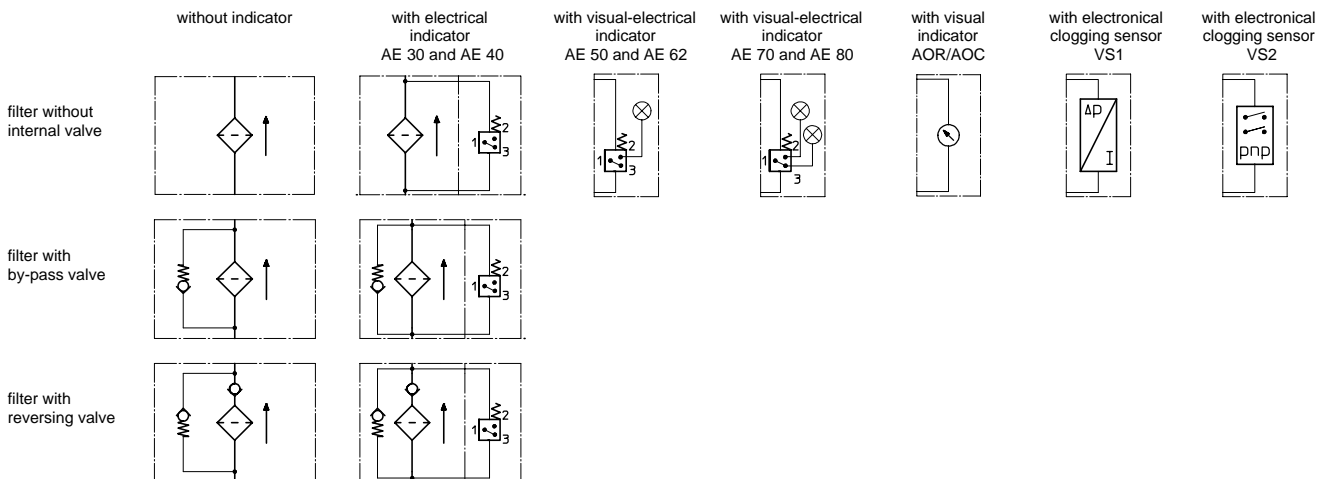 without indicator
with electrical
indicator
AE 30 and AE 40
with visual-electrical
indicator
AE 50 and AE 62
with visual-electrical
indicator
AE 70 and AE 80
with visual
indicator
AOR/AOC
with electronical
clogging sensor
VS1
with electronical
clogging sensor
VS2
filter without
internal valve
1 2 3
1 2 3
1 2 3
Δp
I
pnp
filter with
by-pass valve
1 2 3
filter with
reversing valve
1 2 3